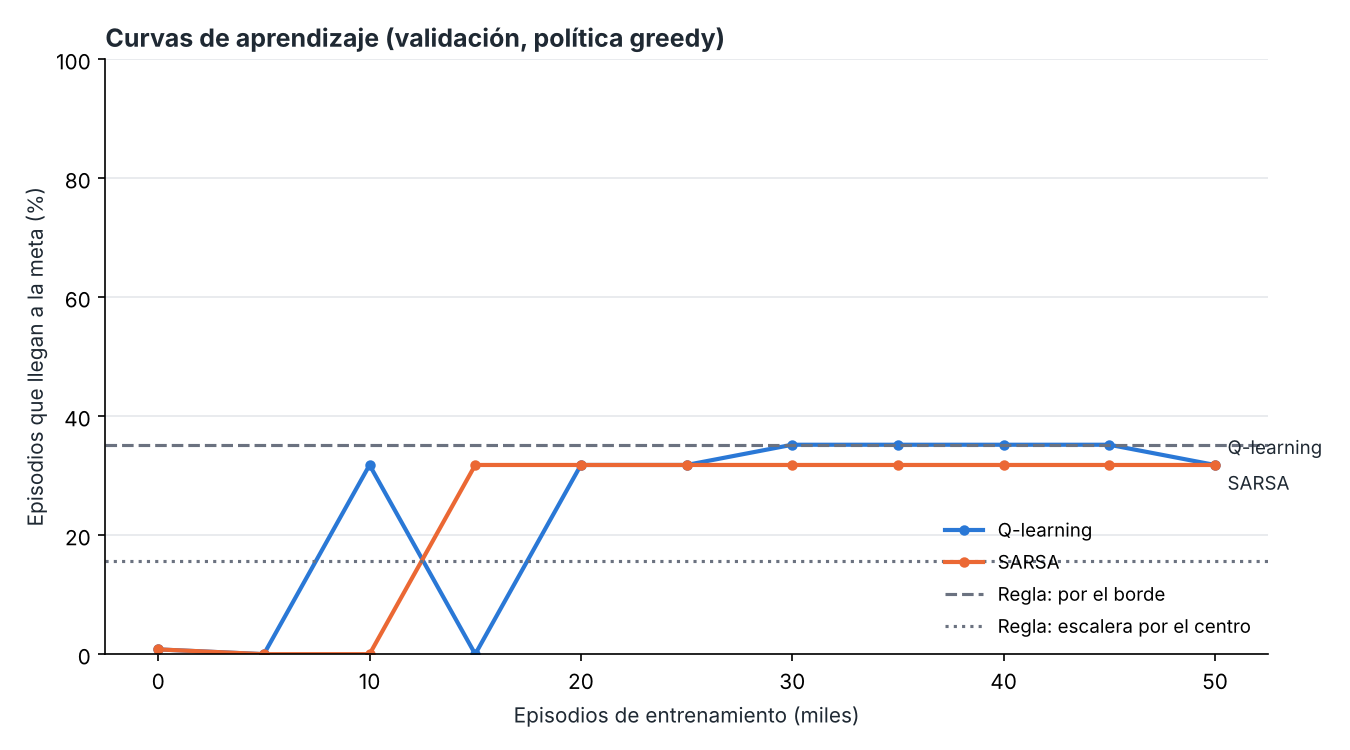 Curvas de aprendizaje (validación, política greedy)
100
80
60
40
20
0
Episodios que llegan a la meta (%)
Q-learning
SARSA
Q-learning
SARSA
Regla: por el borde
Regla: escalera por el centro
0 10 20 30 40 50
Episodios de entrenamiento (miles)